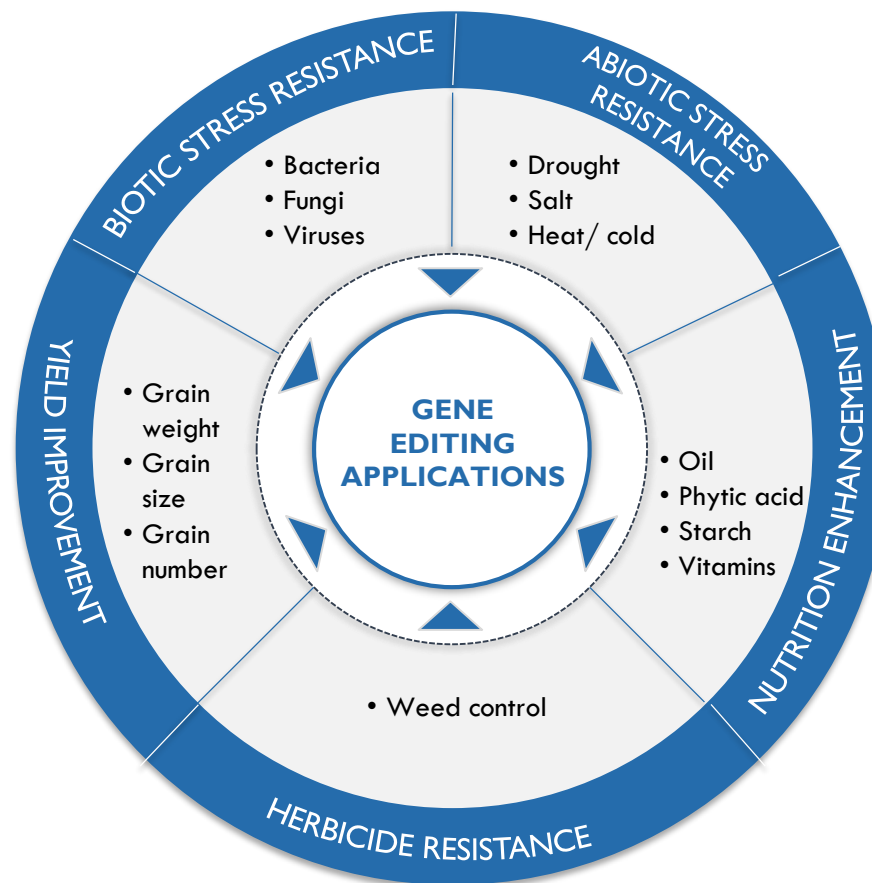 BIOTIC STRESS RESISTANCE
• Bacteria
• Fungi
• Viruses
ABIOTIC STRESS
RESISTANCE
• Drought
• Salt
• Heat/ cold
NUTRITION ENHANCEMENT
• Oil
• Phytic acid
• Starch
• Vitamins
HERBICIDE RESISTANCE
• Weed control
YIELD IMPROVEMENT
• Grain
weight
• Grain
size
• Grain
number
GENE
EDITING
APPLICATIONS